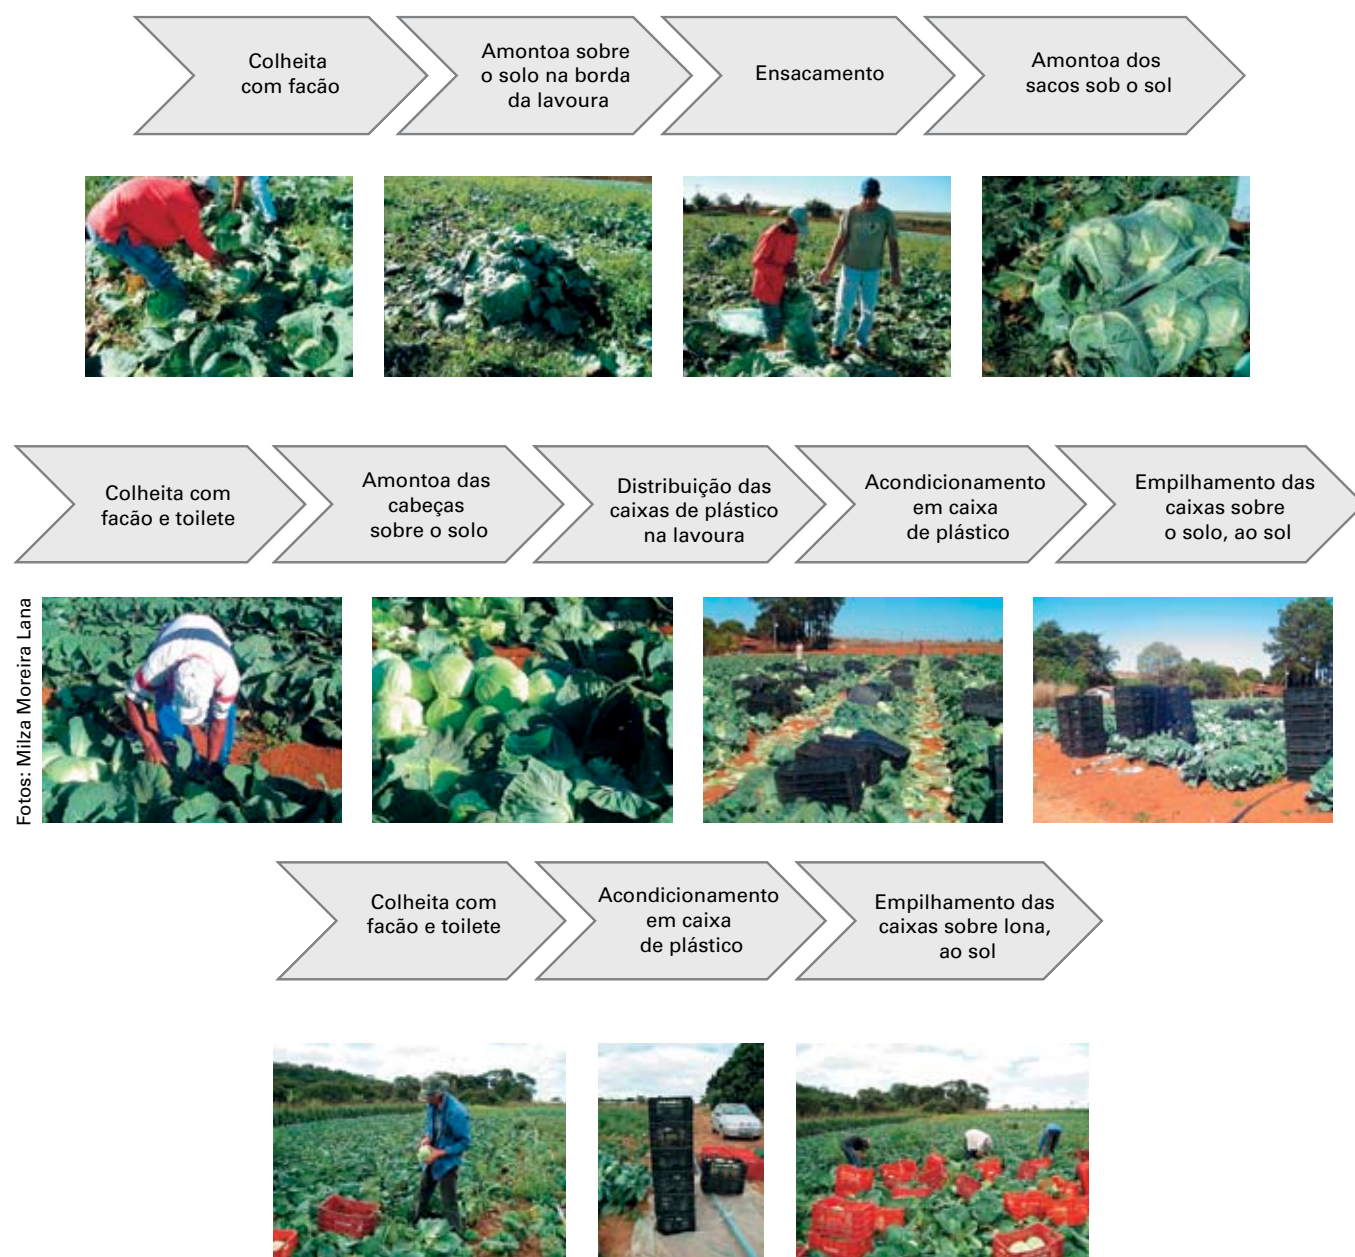 Colheita
com facão
Amontoa sobre
o solo na borda
da lavoura
Ensacamento
Amontoa dos
sacos sob o sol
Colheita com
facão e toilete
Amontoa das
cabeças
sobre o solo
Distribuição das
caixas de plástico
na lavoura
Acondicionamento
em caixa
de plástico
Empilhamento das
caixas sobre
o solo, ao sol
Fotos: Milza Moreira Lana
Colheita com
facão e toilete
Acondicionamento
em caixa
de plástico
Empilhamento das
caixas sobre lona,
ao sol